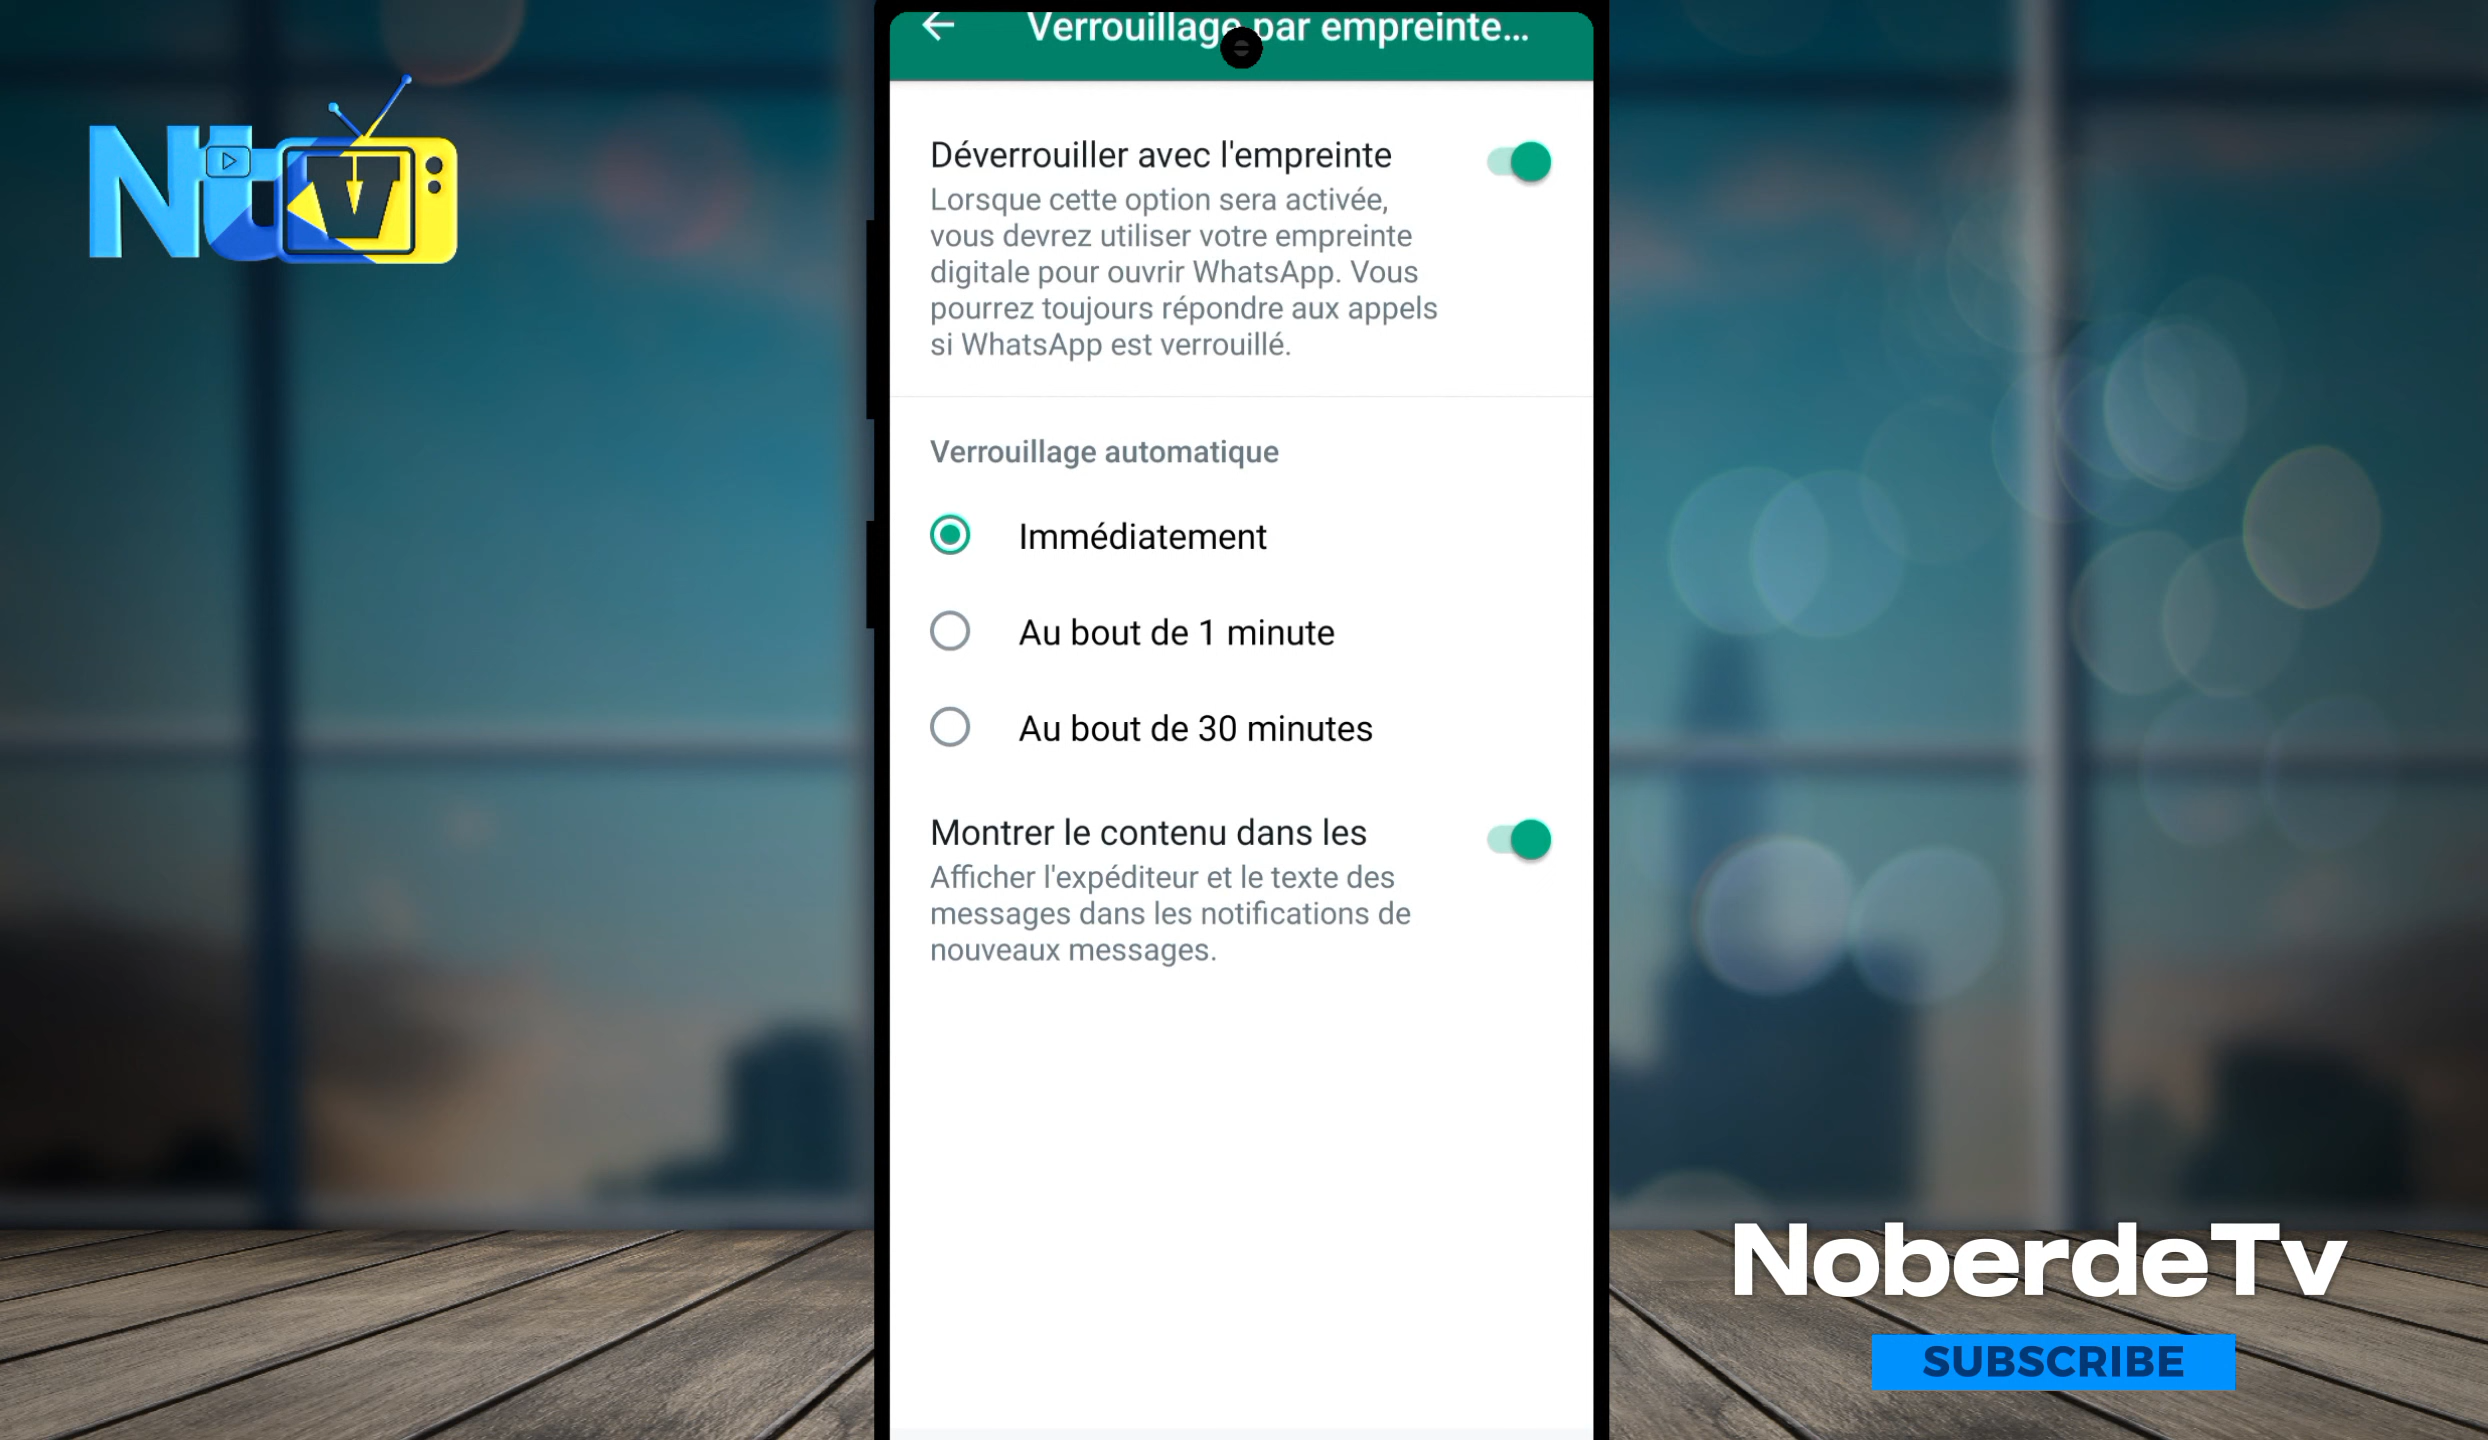 Verrouillage par empreinte...
NtV
Déverrouiller avec l'empreinte
Lorsque cette option sera activée,
vous devrez utiliser votre empreinte
digitale pour ouvrir WhatsApp. Vous
pourrez toujours répondre aux appels
si WhatsApp est verrouillé.
Verrouillage automatique
Immédiatement
Au bout de 1 minute
Au bout de 30 minutes
Montrer le contenu dans les
Afficher l'expéditeur et le texte des
messages dans les notifications de
nouveaux messages.
NoberdeTv
SUBSCRIBE